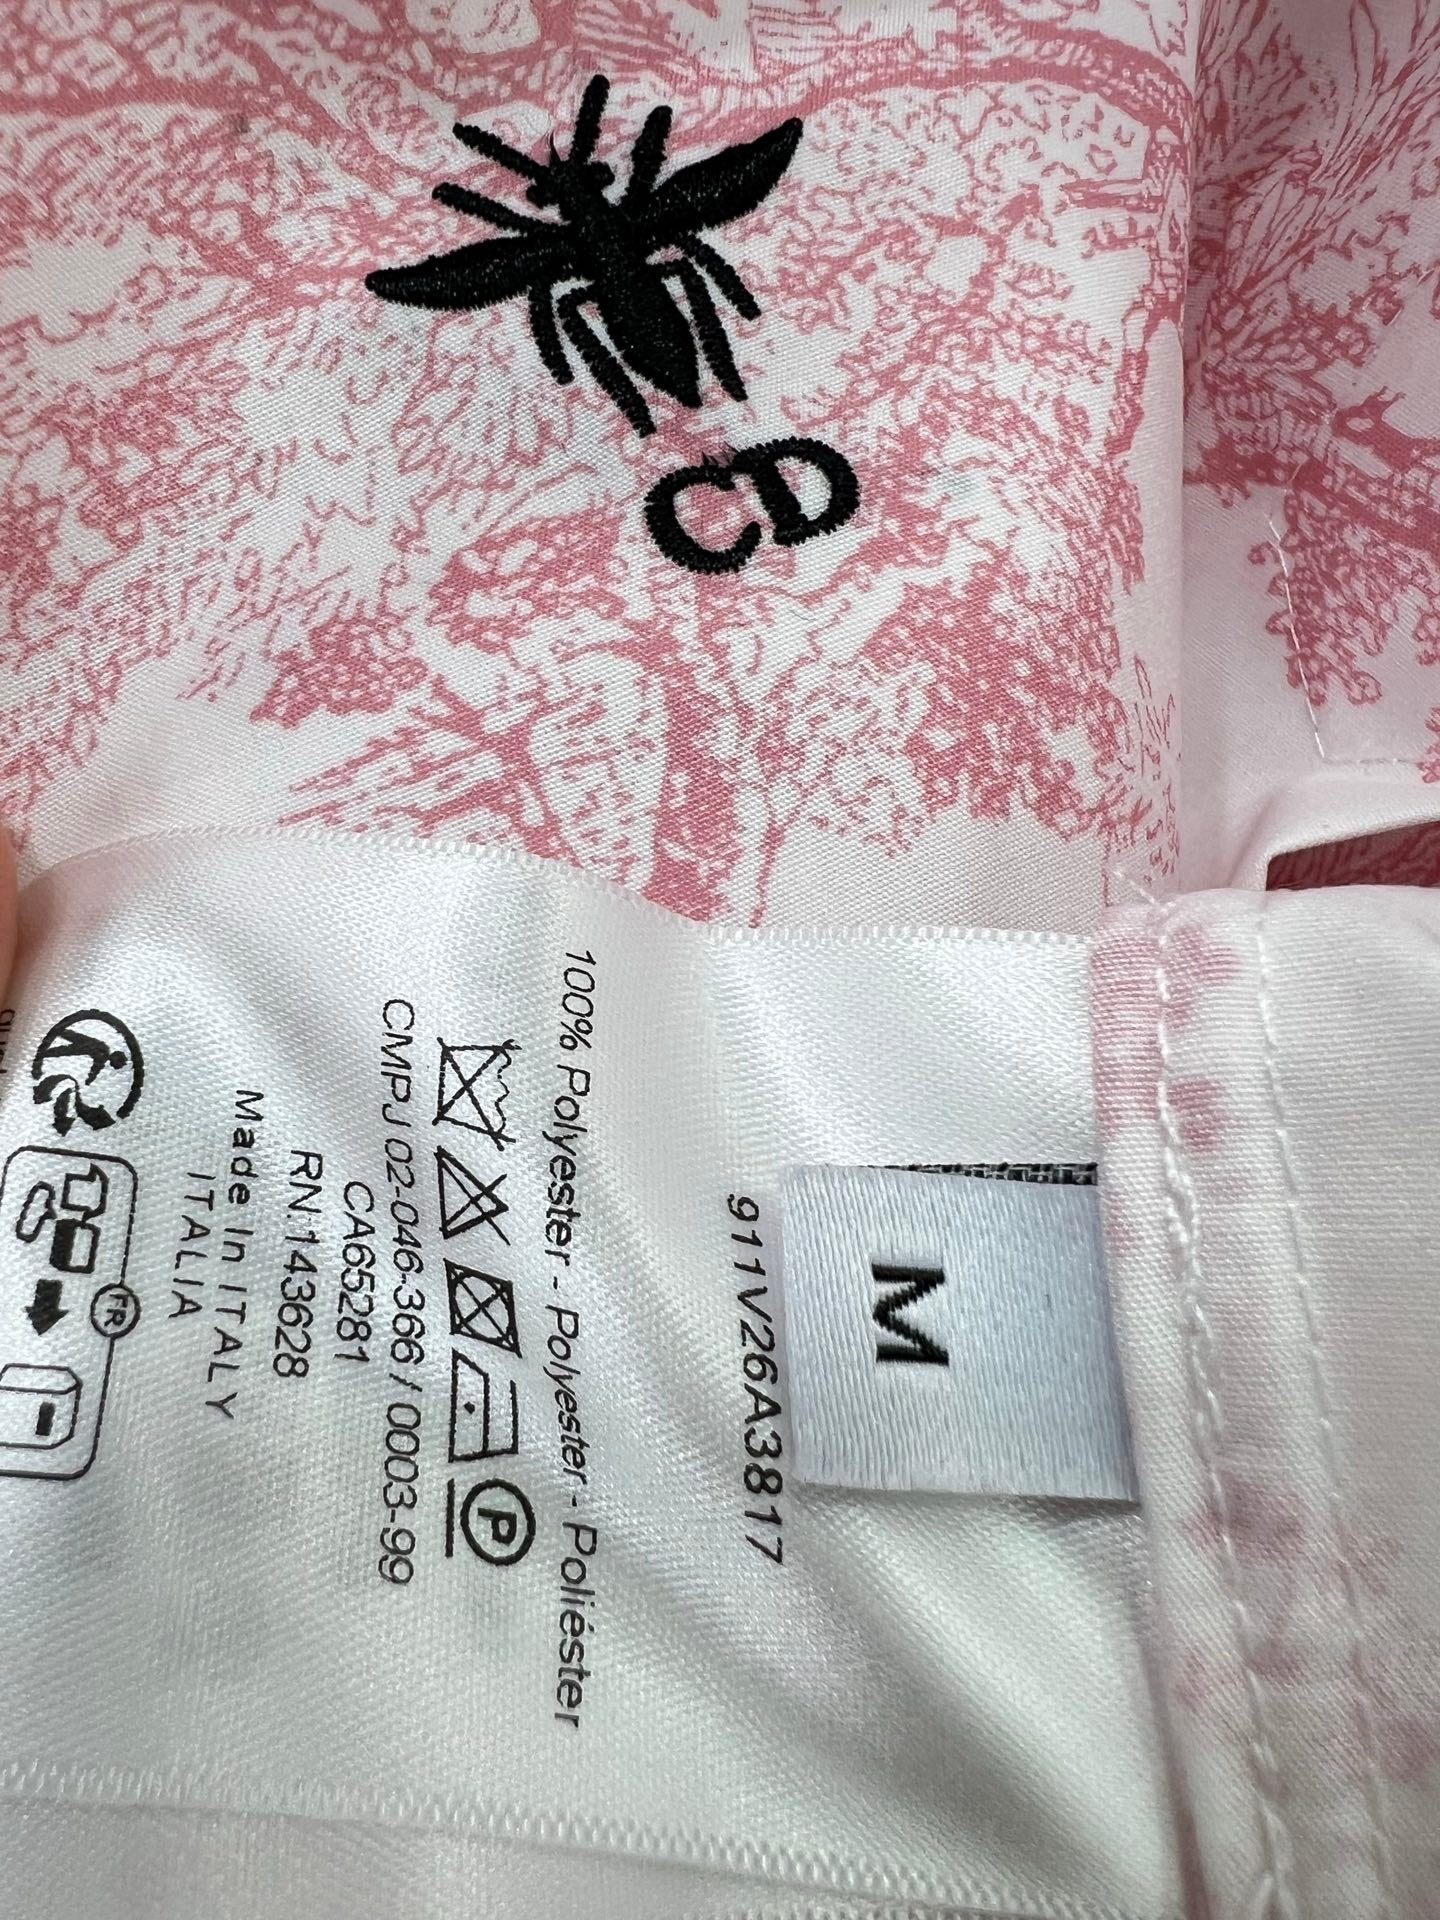 CD
M
911V26A3817
100% Polyester - Polyester - Poliéster
P
CMPJ 02-046-366 / 0003-99
CA65281
RN:143628
Made In ITALY
ITALIA
FR